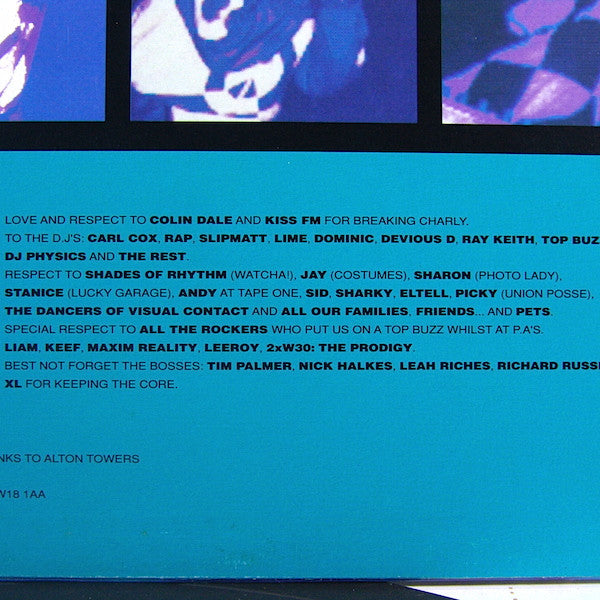 LOVE AND RESPECT TO COLIN DALE AND KISS FM FOR BREAKING CHARLY.
TO THE D.J'S: CARL COX, RAP, SLIPMATT, LIME, DOMINIC, DEVIOUS D, RAY KEITH, TOP BUZ
DJ PHYSICS AND THE REST.
RESPECT TO SHADES OF RHYTHM (WATCHA!), JAY (COSTUMES), SHARON (PHOTO LADY),
STANICE (LUCKY GARAGE), ANDY AT TAPE ONE, SID, SHARKY, ELTELL, PICKY (UNION POSSE),
THE DANCERS OF VISUAL CONTACT AND ALL OUR FAMILIES, FRIENDS... AND PETS.
SPECIAL RESPECT TO ALL THE ROCKERS WHO PUT US ON A TOP BUZZ WHILST AT P.A'S.
LIAM, KEEF, MAXIM REALITY, LEEROY, 2xW30: THE PRODIGY.
BEST NOT FORGET THE BOSSES: TIM PALMER, NICK HALKES, LEAH RICHES, RICHARD RUSS
XL FOR KEEPING THE CORE.
NKS TO ALTON TOWERS
W18 1AA